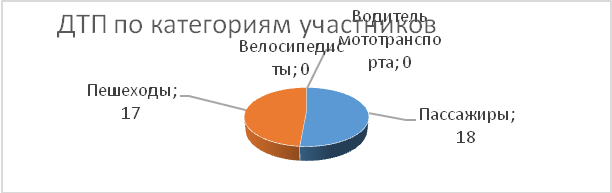 ДТП по категориям участников
Водитель
мототранспо
рта; 0
Велосипедис
ты; 0
Пешеходы;
17
Пассажиры;
18